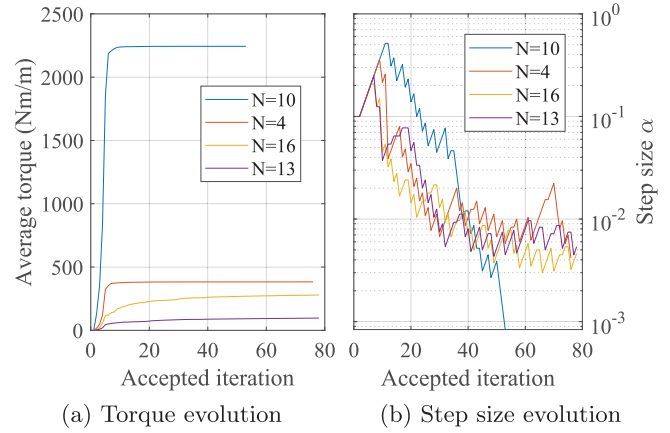 2500
2000
1500
1000
500
0
Average torque (Nm/m)
N=10
N=4
N=16
N=13
0 20 40 60 80
Accepted iteration
(a) Torque evolution
10^0
10^-1
10^-2
10^-3
Step size α
N=10
N=4
N=16
N=13
0 20 40 60 80
Accepted iteration
(b) Step size evolution